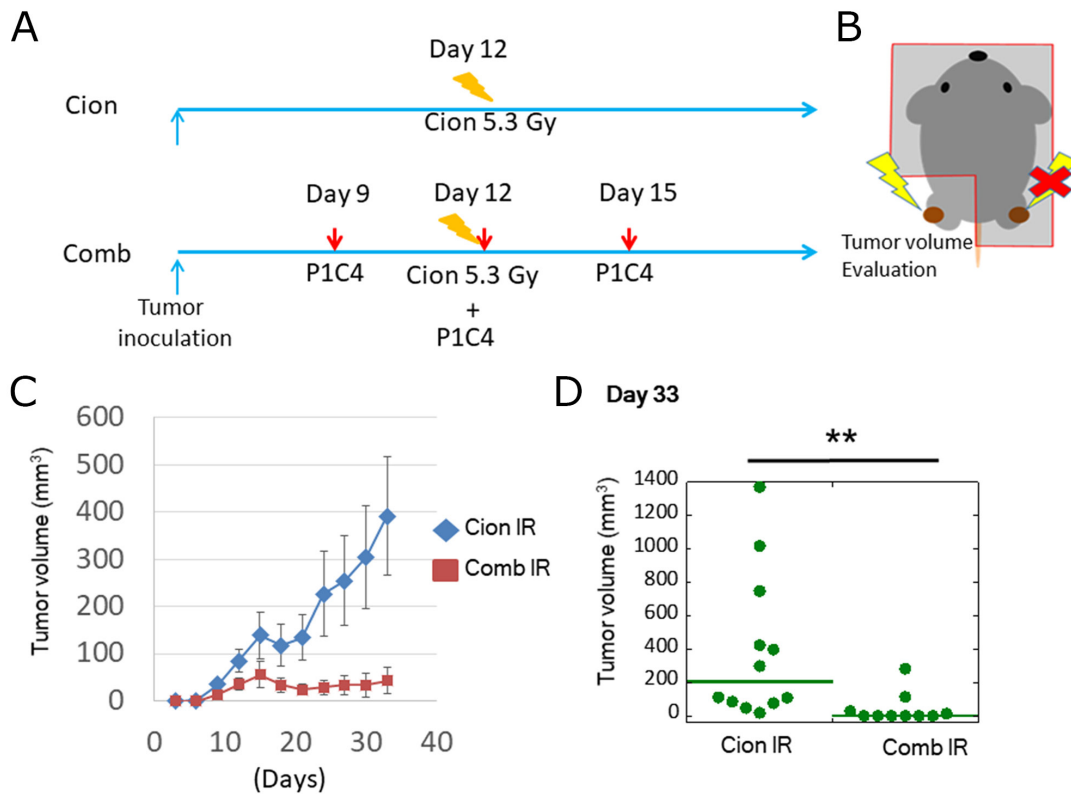 A
Day 12
Cion
Cion 5.3 Gy
Day 9
Day 12
Day 15
Comb
P1C4
Cion 5.3 Gy
+
P1C4
P1C4
Tumor
inoculation
B
Tumor volume
Evaluation
C
Tumor volume (mm³)
600
500
400
300
200
100
0
0
10
20
30
40
(Days)
Cion IR
Comb IR
D
Day 33
**
Tumor volume (mm³)
1400
1200
1000
800
600
400
200
0
Cion IR
Comb IR